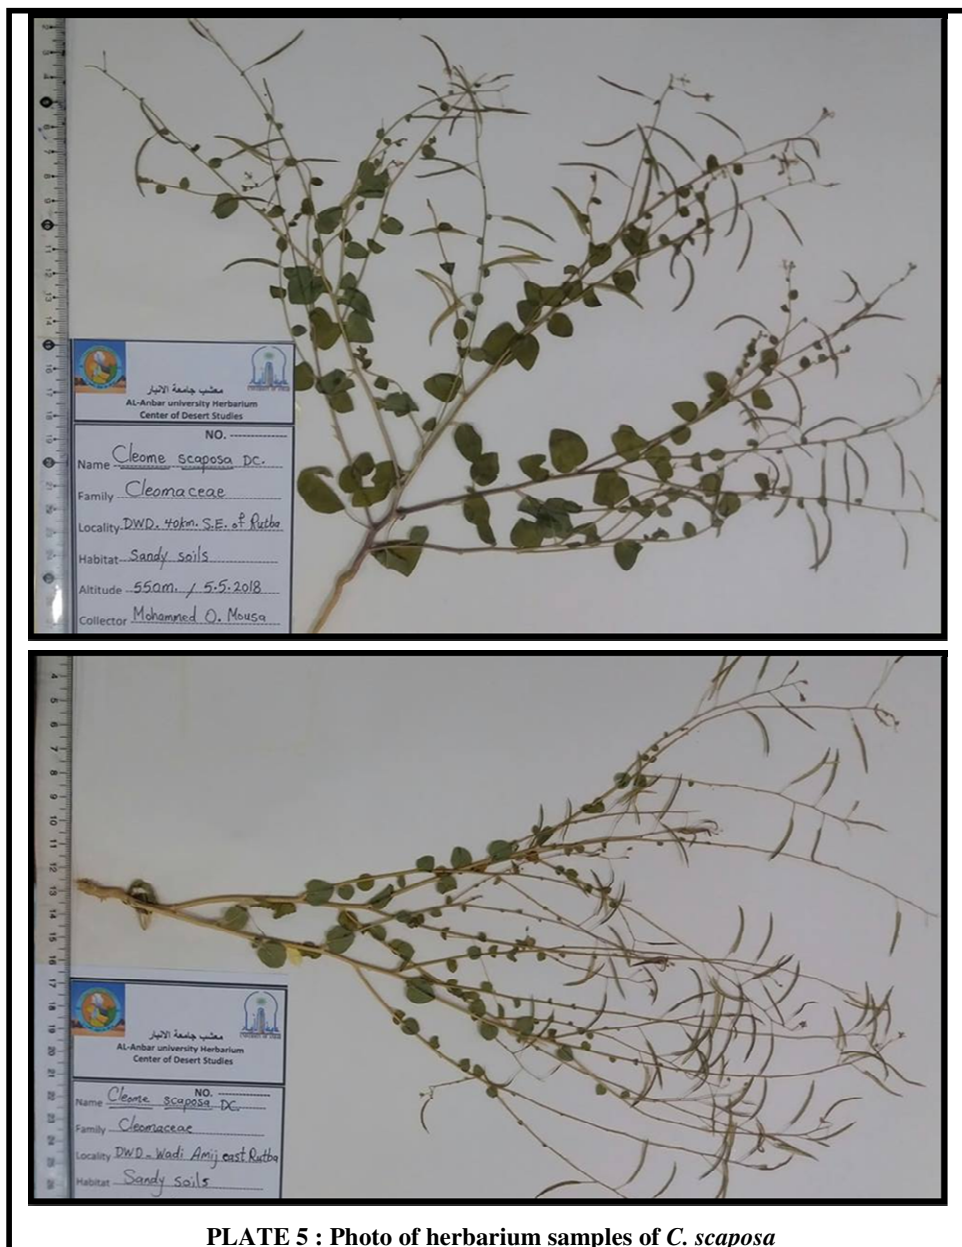 معشب جامعة الانبار
AL-Anbar university Herbarium
Center of Desert Studies
NO. ------------
Name Cleome scaposa DC.
Family Cleomaceae
Locality DWD. 40km. S.E. of Rutba
Habitat Sandy soils
Altitude 550m. / 5.5.2018
Collector Mohammed O. Mousa
معشب جامعة الانبار
AL-Anbar university Herbarium
Center of Desert Studies
NO. ------------
Name Cleome scaposa DC.
Family Cleomaceae
Locality DWD - Wadi Amij east Rutba
Habitat Sandy soils
PLATE 5 : Photo of herbarium samples of C. scaposa